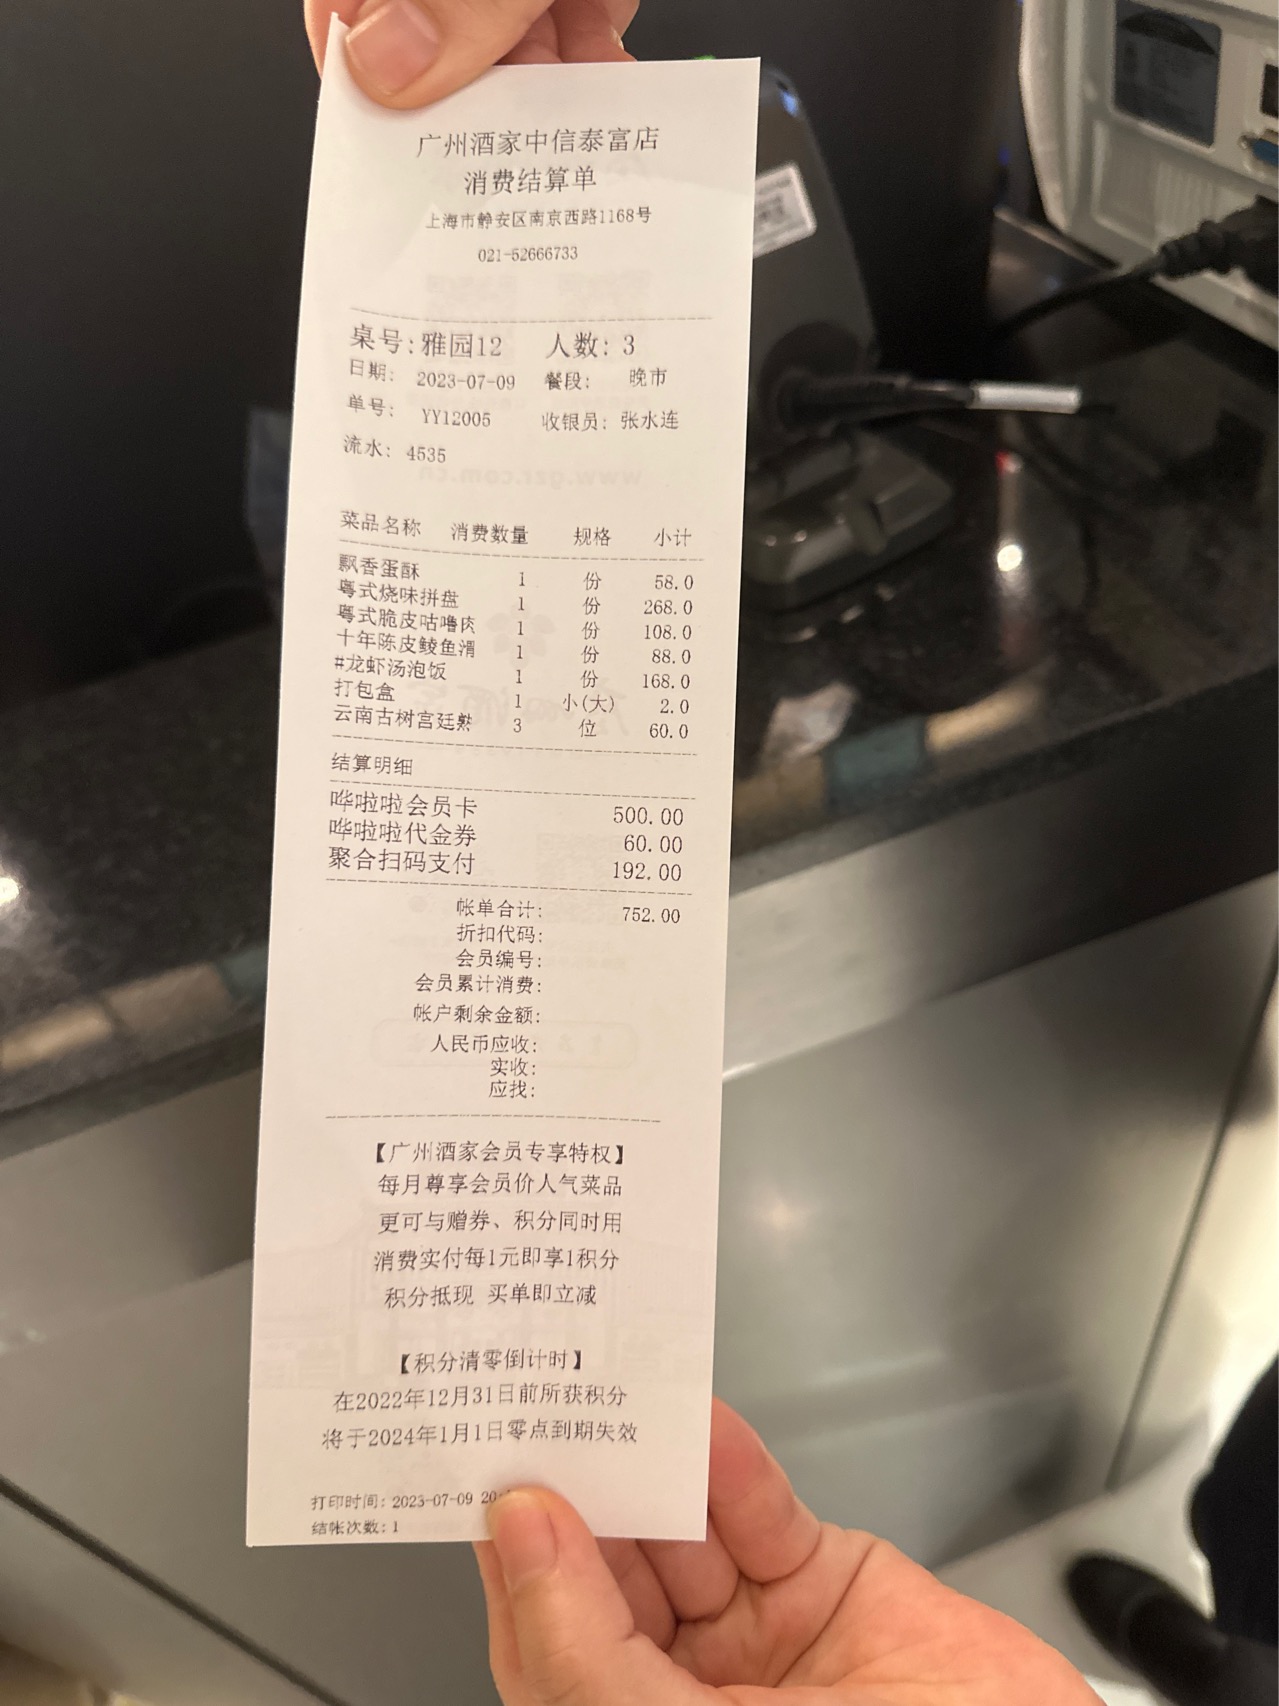 广州酒家中信泰富店
消费结算单
上海市静安区南京西路1168号
021-52666733
桌号:雅园12 人数: 3
日期: 2023-07-09 餐段: 晚市
单号: YY12005 收银员: 张水连
流水: 4535
菜品名称 消费数量 规格 小计
飘香蛋酥 1 份 58.0
粤式烧味拼盘 1 份 268.0
粤式脆皮咕噜肉 1 份 108.0
十年陈皮鲮鱼滑 1 份 88.0
#龙虾汤泡饭 1 份 168.0
打包盒 1 小(大) 2.0
云南古树宫廷熟 3 位 60.0
结算明细
哗啦啦会员卡 500.00
哗啦啦代金券 60.00
聚合扫码支付 192.00
帐单合计: 752.00
折扣代码:
会员编号:
会员累计消费:
帐户剩余金额:
人民币应收:
实收:
应找:
【广州酒家会员专享特权】
每月尊享会员价人气菜品
更可与赠券、积分同时用
消费实付每1元即享1积分
积分抵现 买单即立减
【积分清零倒计时】
在2022年12月31日前所获积分
将于2024年1月1日零点到期失效
打印时间: 2023-07-09 20:
结帐次数: 1